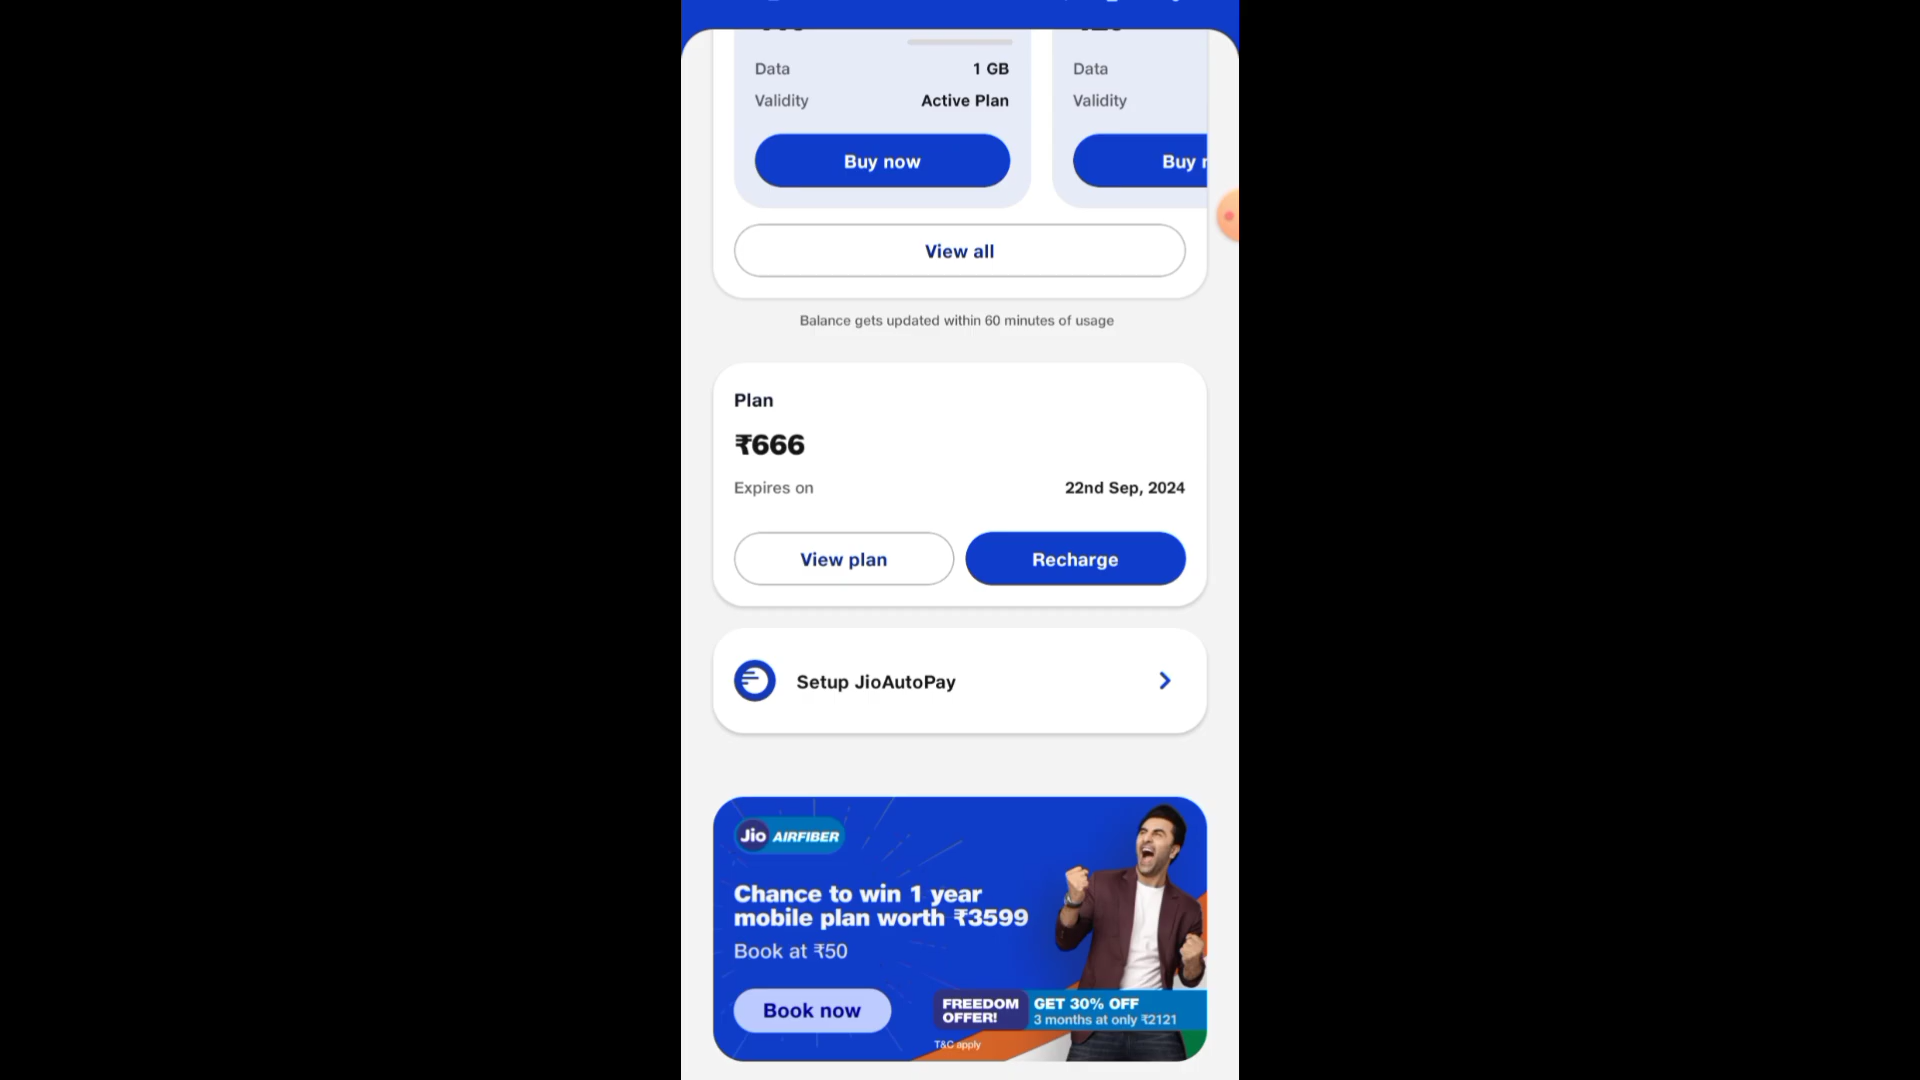 Data 1 GB Data
Validity Active Plan Validity
Buy now Buy
View all
Balance gets updated within 60 minutes of usage
Plan
₹666
Expires on 22nd Sep, 2024
View plan Recharge
Setup JioAutoPay
Jio AIRFIBER
Chance to win 1 year
mobile plan worth ₹3599
Book at ₹50
Book now
FREEDOM
OFFER!
GET 30% OFF
3 months at only ₹2121
T&C apply